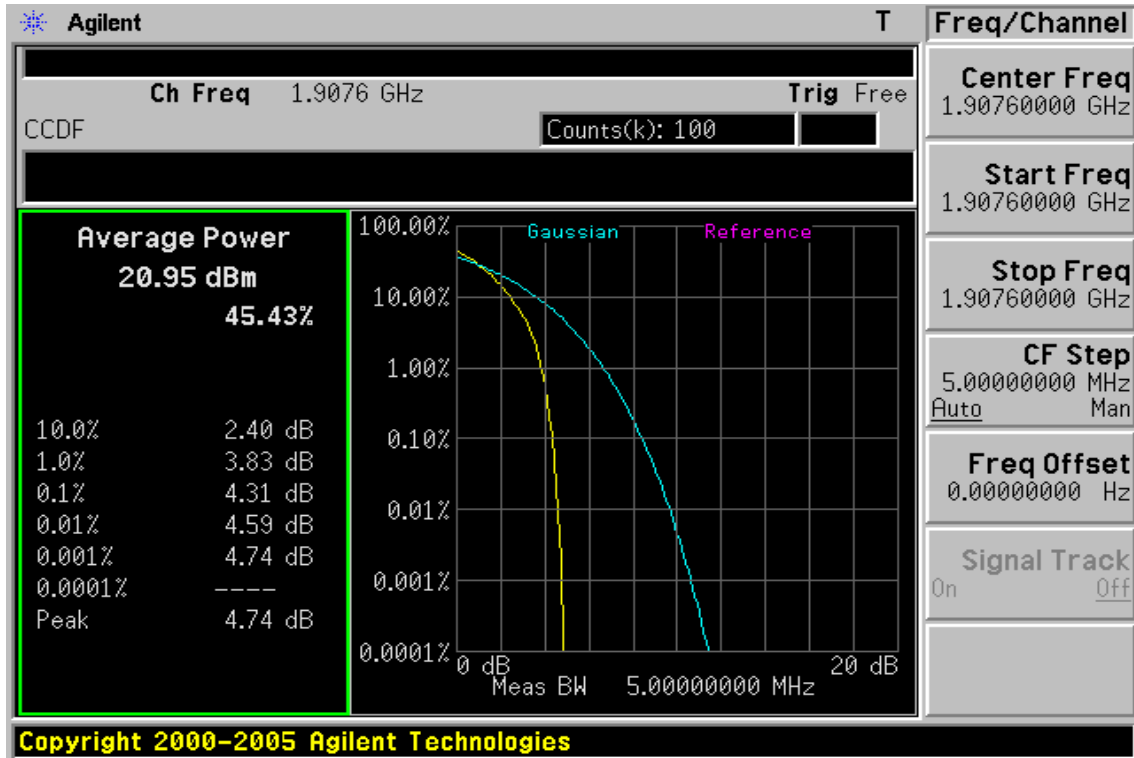 Agilent T
Ch Freq 1.9076 GHz Trig Free
CCDF Counts(k): 100
Average Power
20.95 dBm
45.43%
10.0% 2.40 dB
1.0% 3.83 dB
0.1% 4.31 dB
0.01% 4.59 dB
0.001% 4.74 dB
0.0001% ----
Peak 4.74 dB
Gaussian Reference
100.00%
10.00%
1.00%
0.10%
0.01%
0.001%
0.0001%
0 dB 20 dB
Meas BW 5.00000000 MHz
Freq/Channel
Center Freq
1.90760000 GHz
Start Freq
1.90760000 GHz
Stop Freq
1.90760000 GHz
CF Step
5.00000000 MHz
Auto Man
Freq Offset
0.00000000 Hz
Signal Track
On Off
Copyright 2000-2005 Agilent Technologies